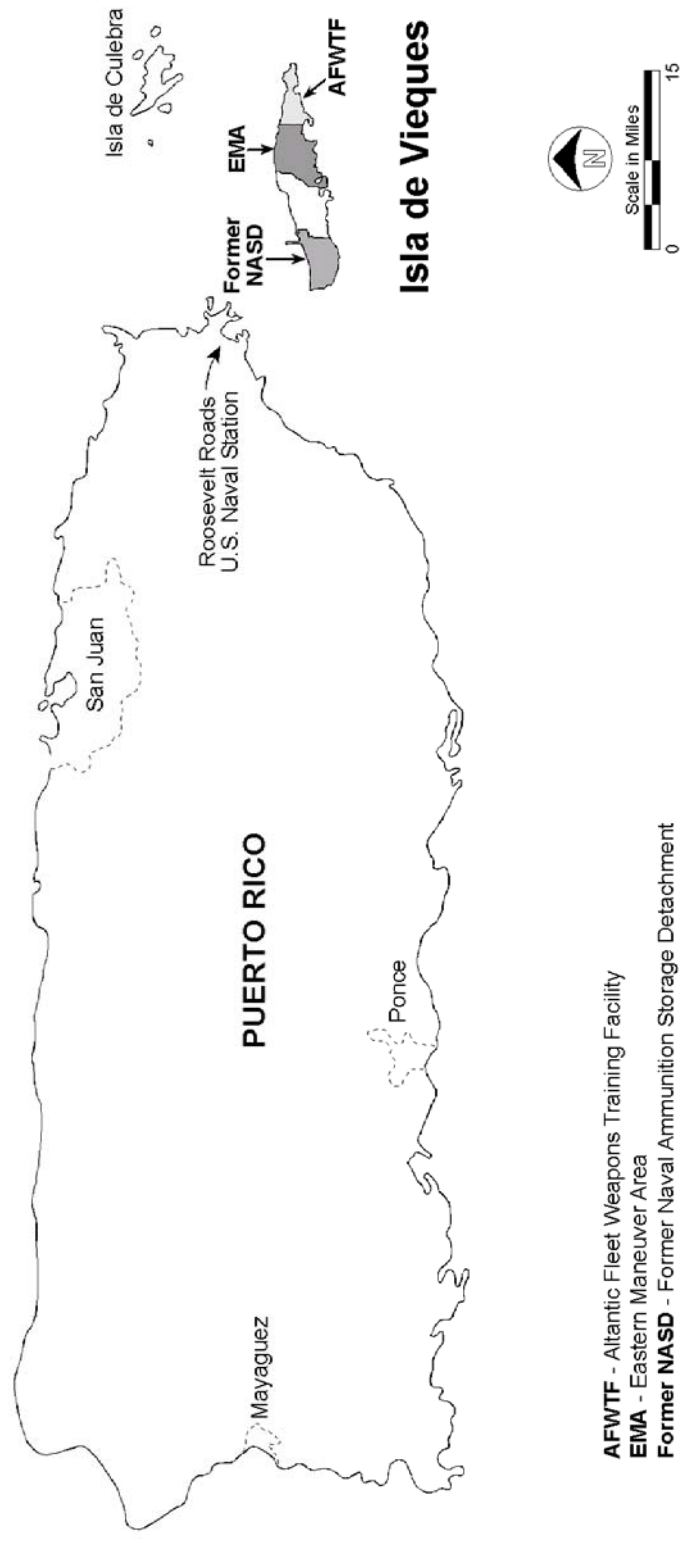 Isla de Culebra
San Juan
Roosevelt Roads
U.S. Naval Station
Former
NASD
EMA
AFWTF
PUERTO RICO
Mayaguez
Ponce
Isla de Vieques
AFWTF - Altantic Fleet Weapons Training Facility
EMA - Eastern Maneuver Area
Former NASD - Former Naval Ammunition Storage Detachment
N
Scale in Miles
0
15